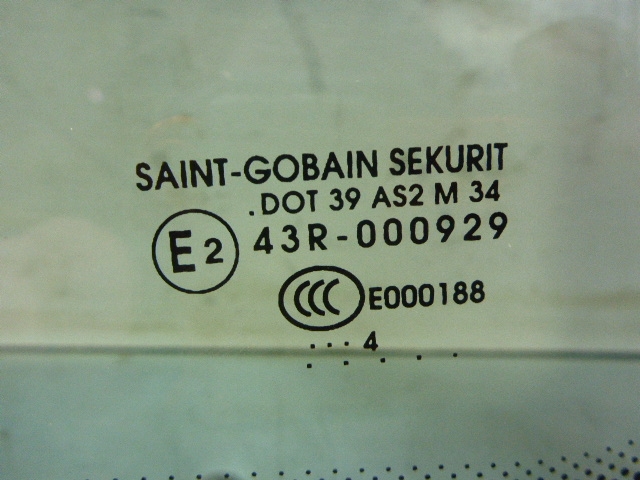 SAINT-GOBAIN SEKURIT
.DOT 39 AS2 M 34
E2 43R-000929
CCC E000188
... 4